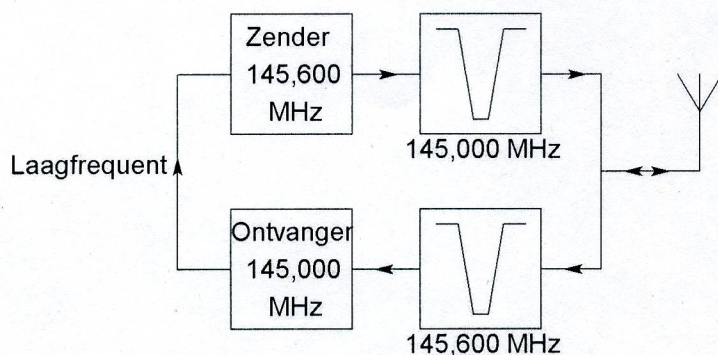 Zender
145,600
MHz
145,000 MHz
Laagfrequent
Ontvanger
145,000
MHz
145,600 MHz